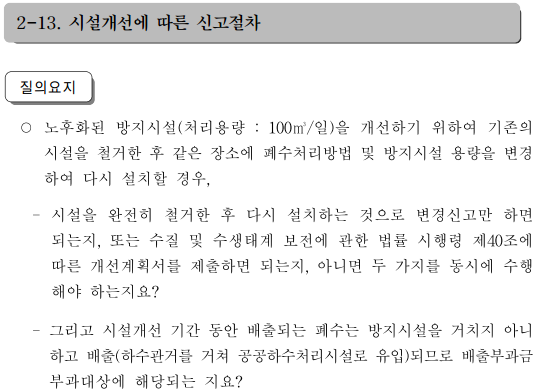 2-13. 시설개선에 따른 신고절차
질의요지
○ 노후화된 방지시설(처리용량 : 100㎥/일)을 개선하기 위하여 기존의
시설을 철거한 후 같은 장소에 폐수처리방법 및 방지시설 용량을 변경
하여 다시 설치할 경우,
- 시설을 완전히 철거한 후 다시 설치하는 것으로 변경신고만 하면
되는지, 또는 수질 및 수생태계 보전에 관한 법률 시행령 제40조에
따른 개선계획서를 제출하면 되는지, 아니면 두 가지를 동시에 수행
해야 하는지요?
- 그리고 시설개선 기간 동안 배출되는 폐수는 방지시설을 거치지 아니
하고 배출(하수관거를 거쳐 공공하수처리시설로 유입)되므로 배출부과금
부과대상에 해당되는 지요?